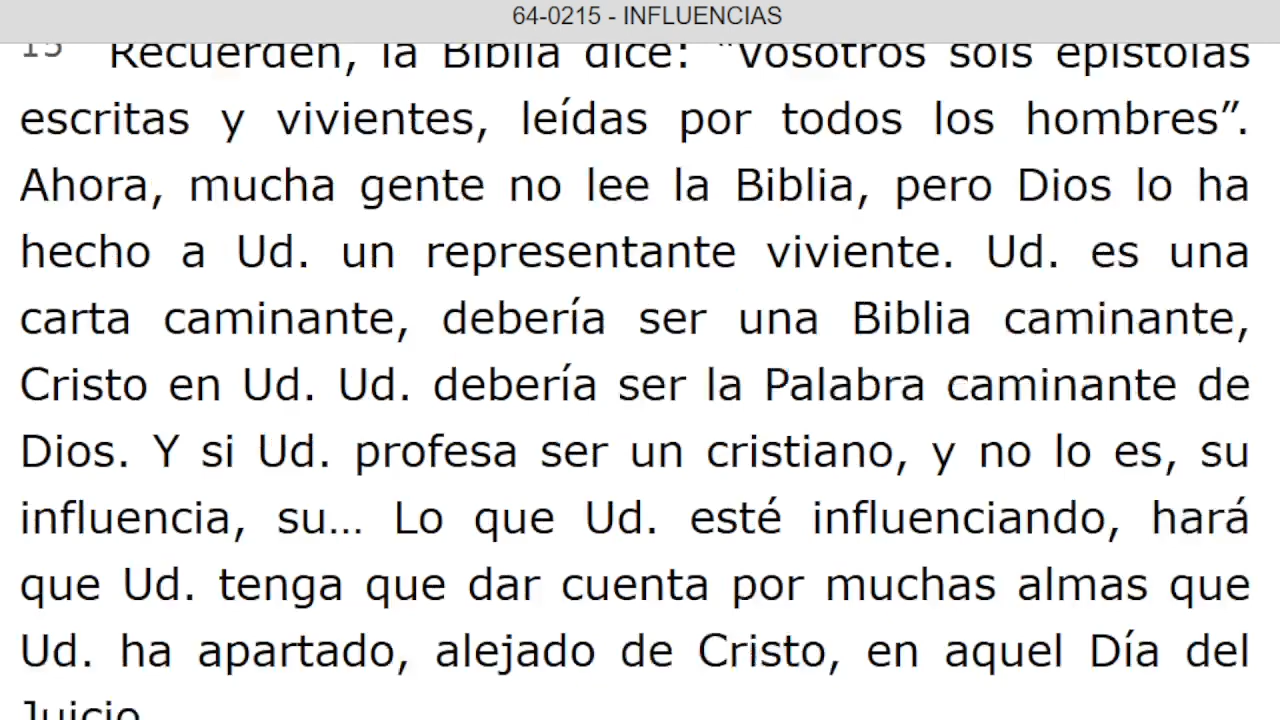 64-0215 - INFLUENCIAS
15 Recuerden, la Biblia dice: “Vosotros sois epístolas
escritas y vivientes, leídas por todos los hombres”.
Ahora, mucha gente no lee la Biblia, pero Dios lo ha
hecho a Ud. un representante viviente. Ud. es una
carta caminante, debería ser una Biblia caminante,
Cristo en Ud. Ud. debería ser la Palabra caminante de
Dios. Y si Ud. profesa ser un cristiano, y no lo es, su
influencia, su… Lo que Ud. esté influenciando, hará
que Ud. tenga que dar cuenta por muchas almas que
Ud. ha apartado, alejado de Cristo, en aquel Día del
Juicio